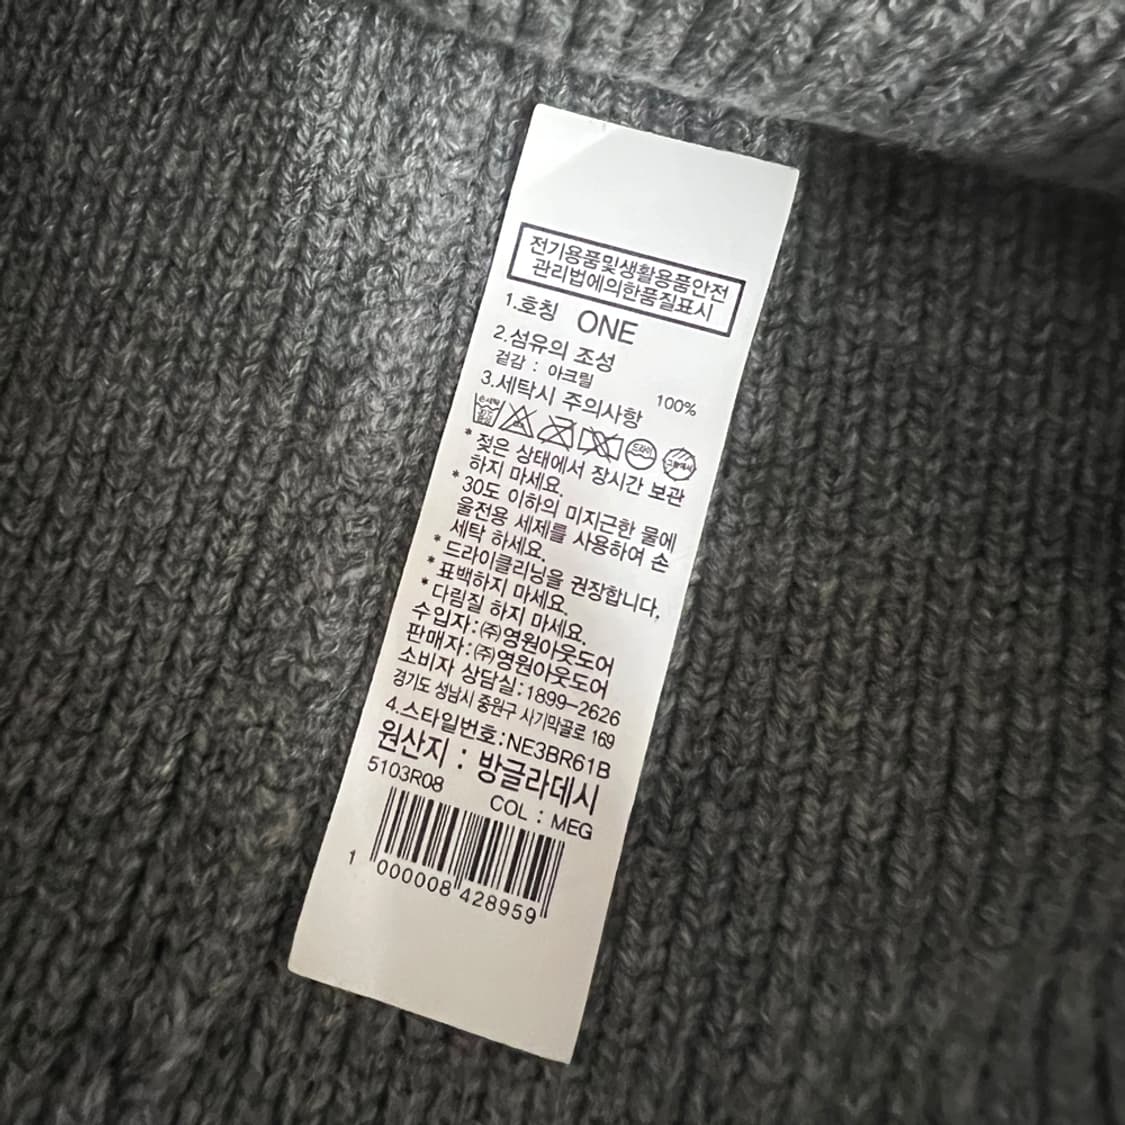 전기용품및생활용품안전
관리법에의한품질표시
1.호칭 ONE
2.섬유의 조성
겉감 : 아크릴 100%
3.세탁시 주의사항
손세탁 드라이
* 젖은 상태에서 장시간 보관
하지 마세요.
* 30도 이하의 미지근한 물에
울전용 세제를 사용하여 손
세탁 하세요.
* 드라이클리닝을 권장합니다.
* 표백하지 마세요.
* 다림질 하지 마세요.
수입자:㈜영원아웃도어
판매자:㈜영원아웃도어
소비자 상담실:1899-2626
경기도 성남시 중원구 사기막골로 169
4.스타일번호:NE3BR61B
원산지 : 방글라데시
5103R08 COL : MEG
1 000008 428959